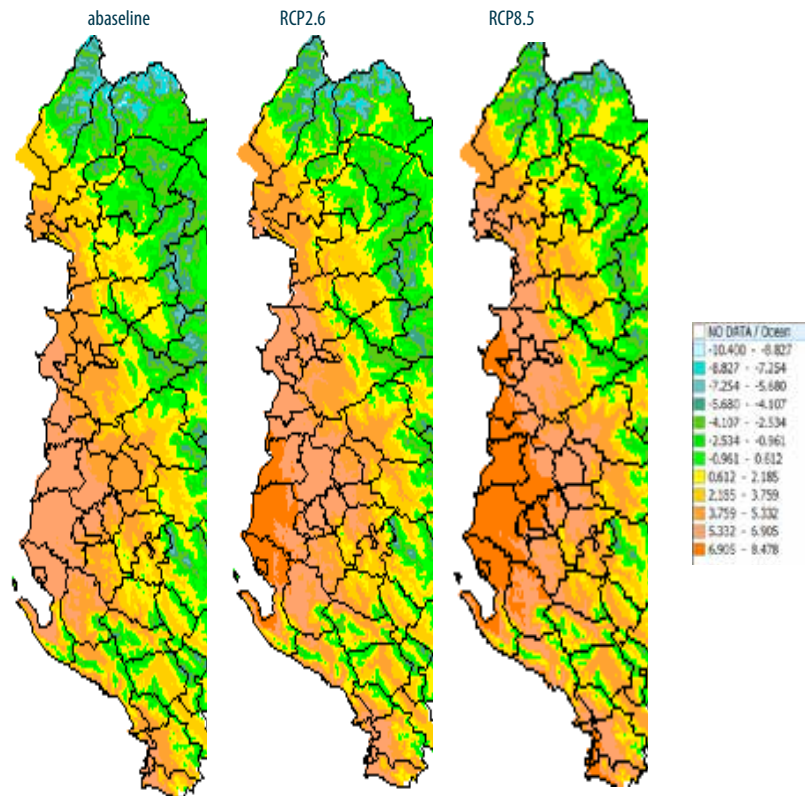 abaseline
RCP2.6
RCP8.5
NO DATA / Ocean
-10.400 - -8.827
-8.827 - -7.254
-7.254 - -5.680
-5.680 - -4.107
-4.107 - -2.534
-2.534 - -0.961
-0.961 - 0.612
0.612 - 2.185
2.185 - 3.759
3.759 - 5.332
5.332 - 6.905
6.905 - 8.478